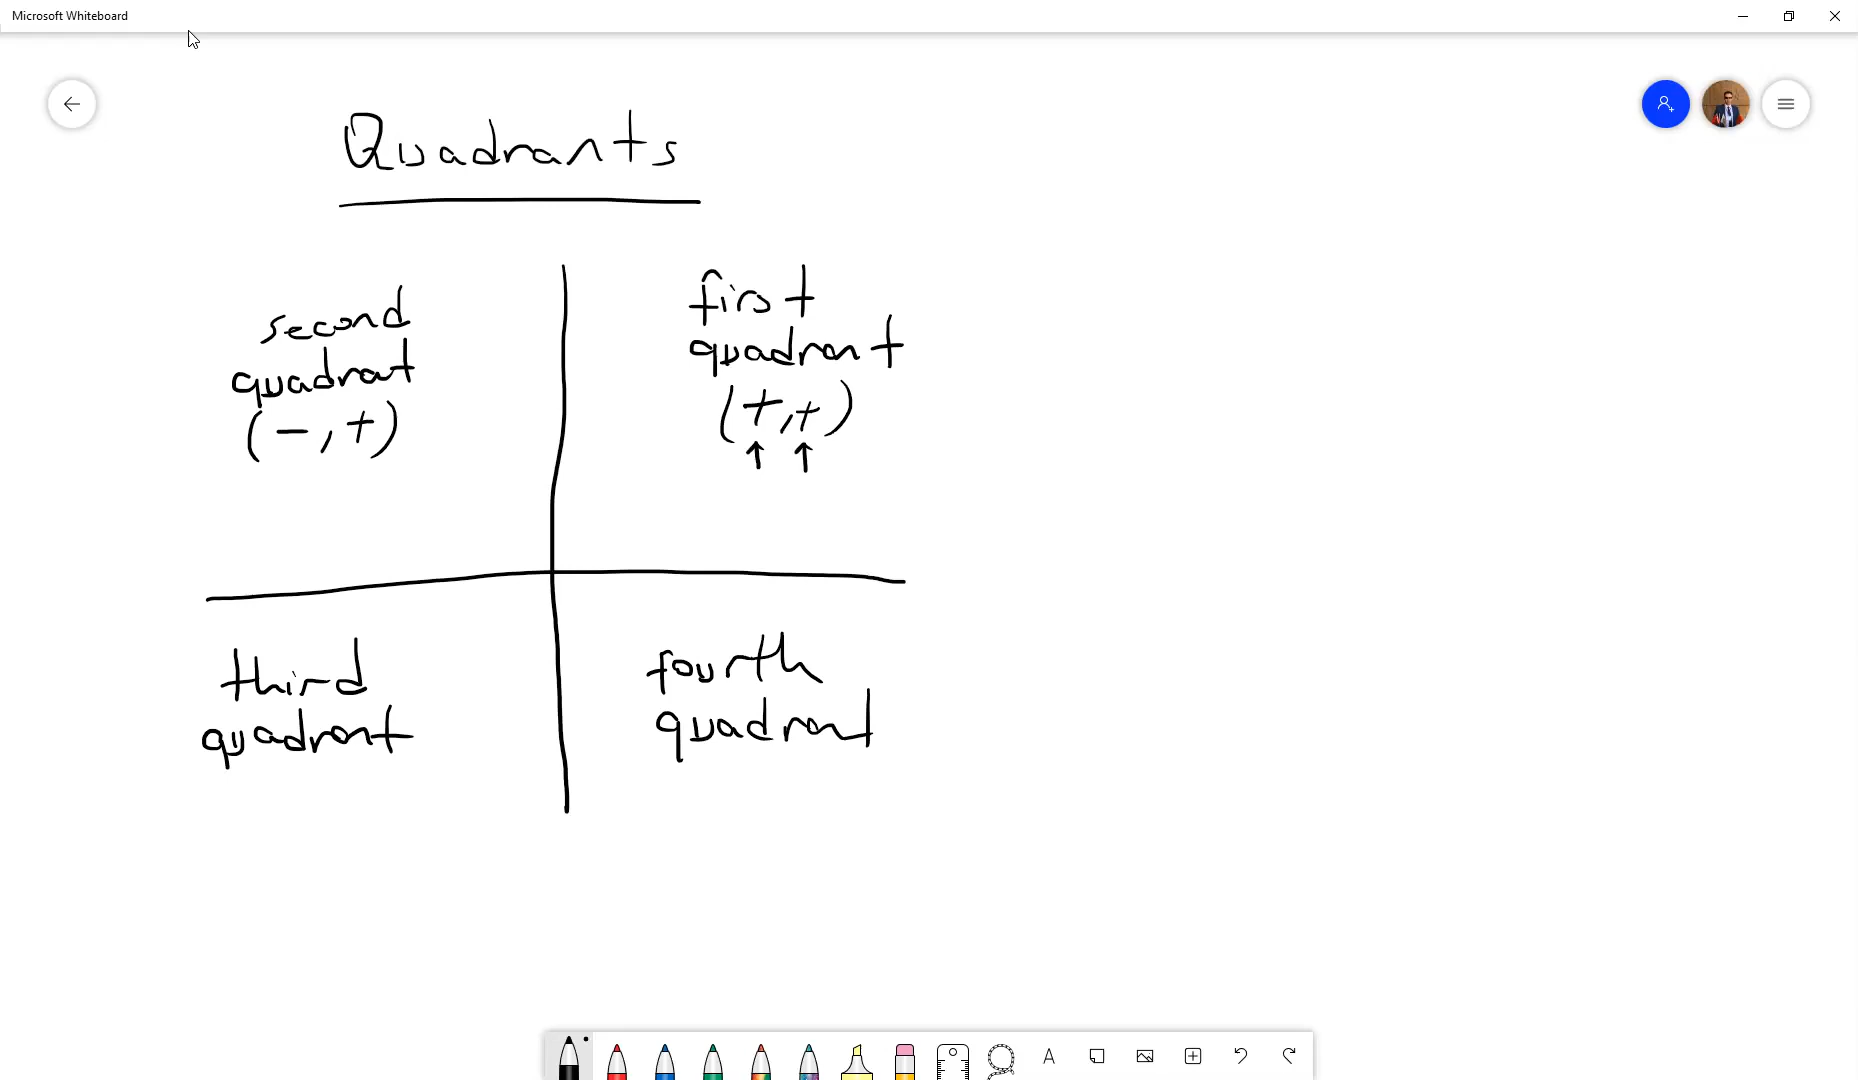 Microsoft Whiteboard
Quadrants
second
quadrant
(-,+)
first
quadrant
(+,+)
↑ ↑
third
quadrant
fourth
quadrant
A